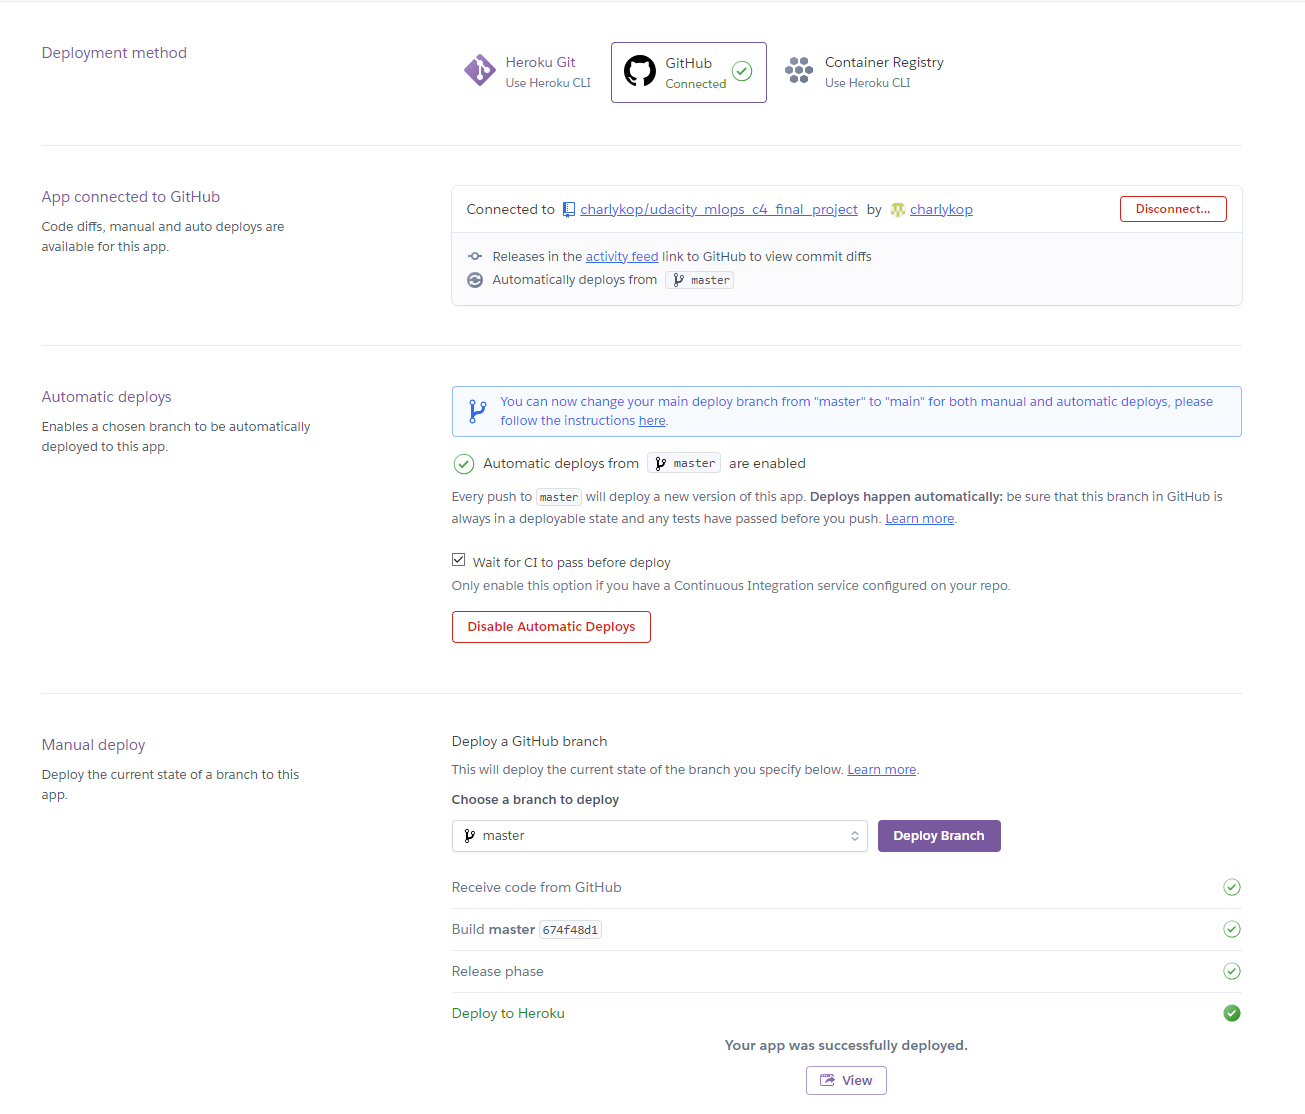 Deployment method
Heroku Git
Use Heroku CLI
GitHub
Connected
Container Registry
Use Heroku CLI
App connected to GitHub
Code diffs, manual and auto deploys are
available for this app.
Connected to charlykop/udacity_mlops_c4_final_project by charlykop
Disconnect...
Releases in the activity feed link to GitHub to view commit diffs
Automatically deploys from master
Automatic deploys
Enables a chosen branch to be automatically
deployed to this app.
You can now change your main deploy branch from "master" to "main" for both manual and automatic deploys, please
follow the instructions here.
Automatic deploys from master are enabled
Every push to master will deploy a new version of this app. Deploys happen automatically: be sure that this branch in GitHub is
always in a deployable state and any tests have passed before you push. Learn more.
Wait for CI to pass before deploy
Only enable this option if you have a Continuous Integration service configured on your repo.
Disable Automatic Deploys
Manual deploy
Deploy the current state of a branch to this
app.
Deploy a GitHub branch
This will deploy the current state of the branch you specify below. Learn more.
Choose a branch to deploy
master
Deploy Branch
Receive code from GitHub
Build master 674f48d1
Release phase
Deploy to Heroku
Your app was successfully deployed.
View